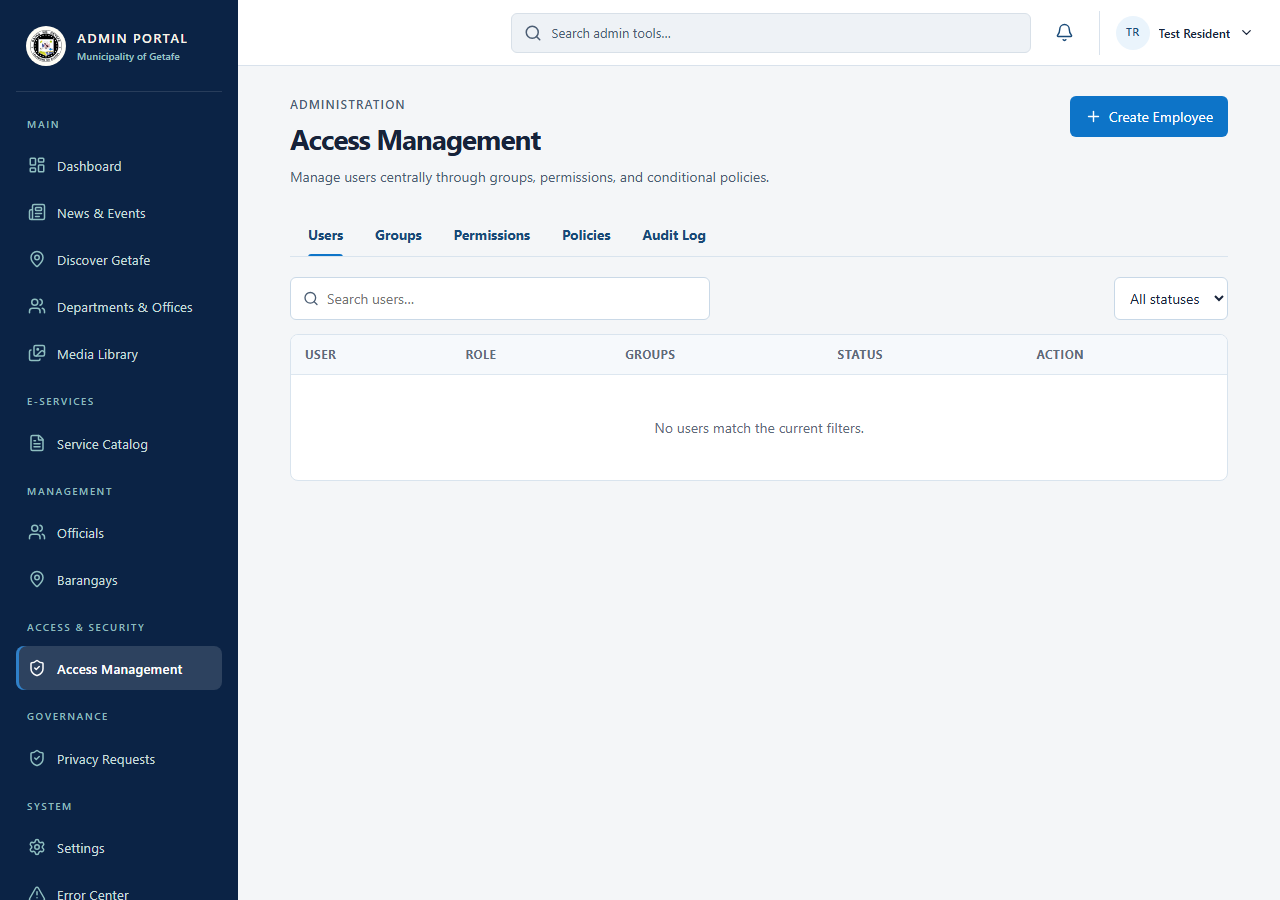 ADMIN PORTAL
Municipality of Getafe
MAIN
Dashboard
News & Events
Discover Getafe
Departments & Offices
Media Library
E-SERVICES
Service Catalog
MANAGEMENT
Officials
Barangays
ACCESS & SECURITY
Access Management
GOVERNANCE
Privacy Requests
SYSTEM
Settings
Error Center
Search admin tools...
TR
Test Resident
ADMINISTRATION
Access Management
Manage users centrally through groups, permissions, and conditional policies.
+ Create Employee
Users Groups Permissions Policies Audit Log
Search users...
All statuses
USER ROLE GROUPS STATUS ACTION
No users match the current filters.